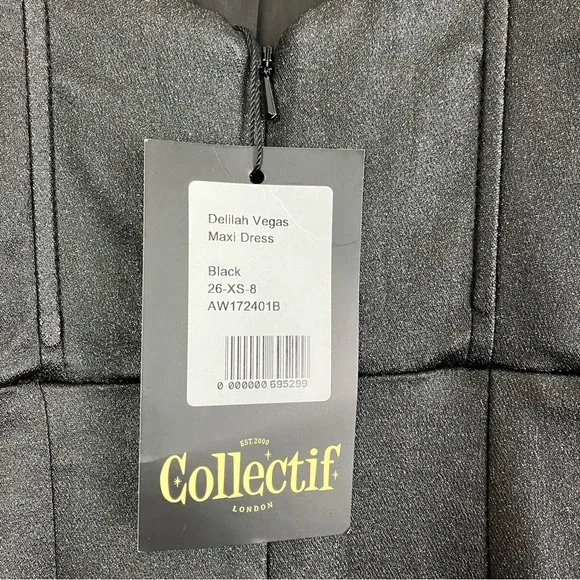 Delilah Vegas
Maxi Dress
Black
26-XS-8
AW172401B
0 000000 695299
EST.2000
Collectif
LONDON